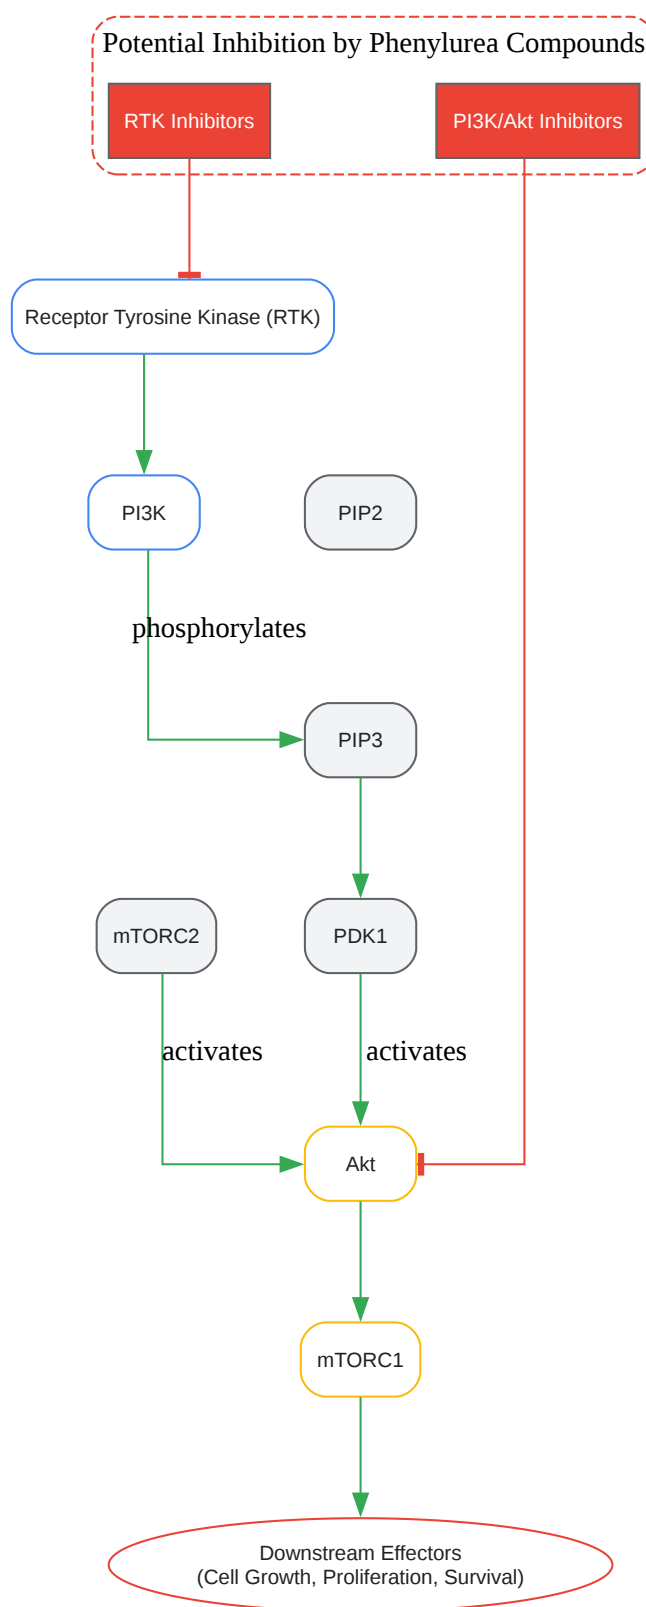 Potential Inhibition by Phenylurea Compounds
RTK Inhibitors
PI3K/Akt Inhibitors
Receptor Tyrosine Kinase (RTK)
PI3K
PIP2
phosphorylates
PIP3
mTORC2
PDK1
activates
activates
Akt
mTORC1
Downstream Effectors
(Cell Growth, Proliferation, Survival)